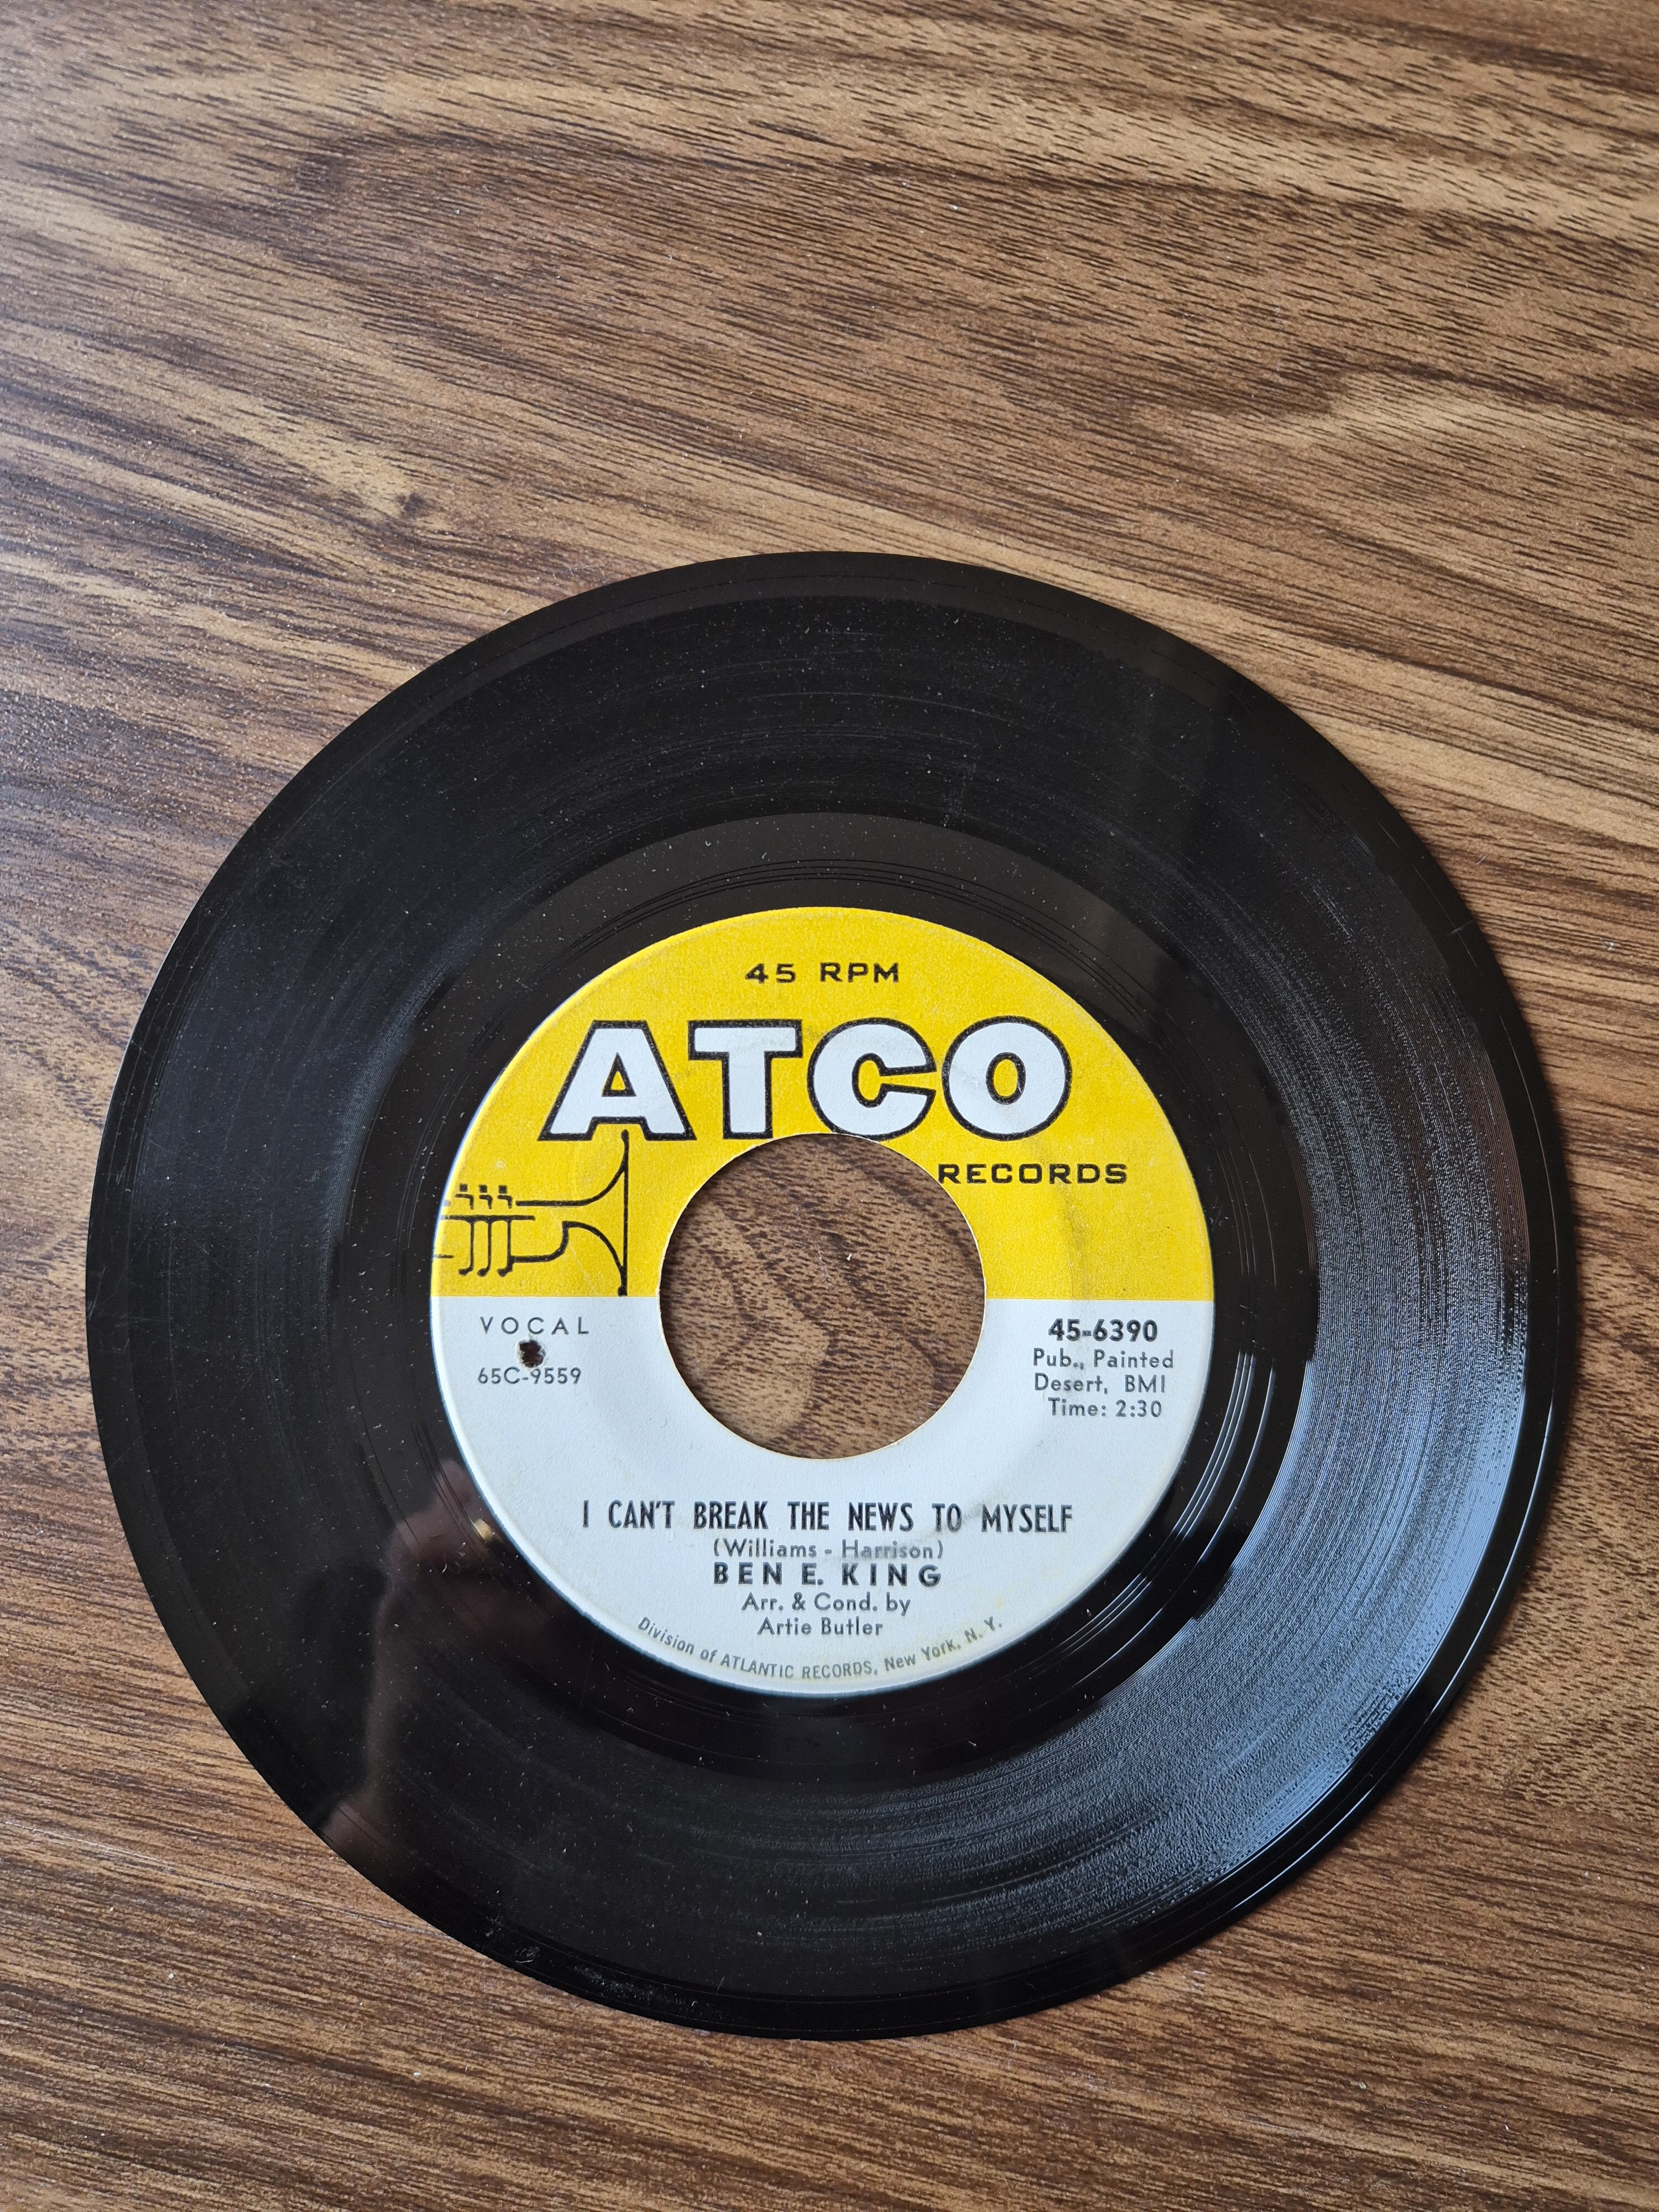 45 RPM
ATCO
RECORDS
VOCAL
65C-9559
45-6390
Pub., Painted
Desert, BMI
Time: 2:30
I CAN'T BREAK THE NEWS TO MYSELF
(Williams - Harrison)
BEN E. KING
Arr. & Cond. by
Artie Butler
Division of ATLANTIC RECORDS, New York, N. Y.